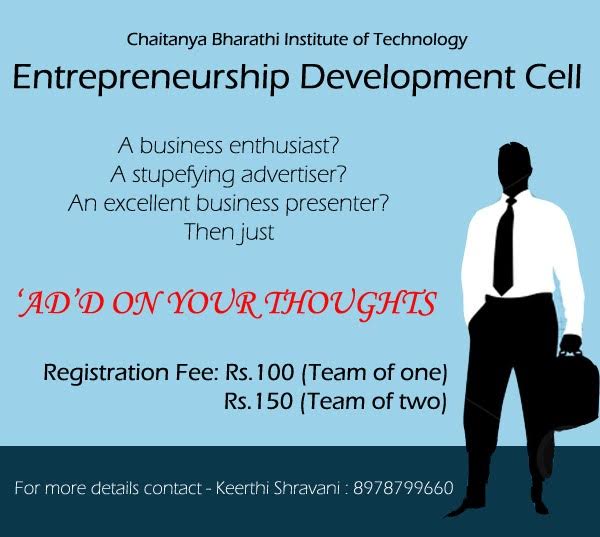 Chaitanya Bharathi Institute of Technology
Entrepreneurship Development Cell
A business enthusiast?
A stupefying advertiser?
An excellent business presenter?
Then just
‘AD’D ON YOUR THOUGHTS
Registration Fee: Rs.100 (Team of one)
Rs.150 (Team of two)
For more details contact - Keerthi Shravani : 8978799660